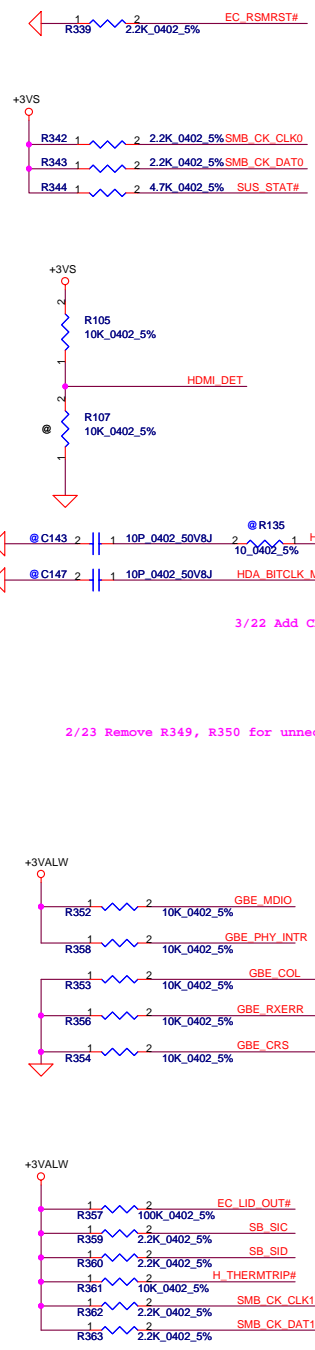 1 2 EC_RSMRST#
R339 2.2K_0402_5%
+3VS
R342 1 2 2.2K_0402_5% SMB_CK_CLK0
R343 1 2 2.2K_0402_5% SMB_CK_DAT0
R344 1 2 4.7K_0402_5% SUS_STAT#
+3VS
2
R105
10K_0402_5%
1
HDMI_DET
2
R107
@ 10K_0402_5%
1
@R135
@C143 2 1 10P_0402_50V8J 2 1 H
10_0402_5%
@C147 2 1 10P_0402_50V8J HDA_BITCLK_M
3/22 Add C
2/23 Remove R349, R350 for unnec
+3VALW
1 2 GBE_MDIO
R352 10K_0402_5%
1 2 GBE_PHY_INTR
R358 10K_0402_5%
1 2 GBE_COL
R353 10K_0402_5%
1 2 GBE_RXERR
R356 10K_0402_5%
1 2 GBE_CRS
R354 10K_0402_5%
+3VALW
1 2 EC_LID_OUT#
R357 100K_0402_5%
1 2 SB_SIC
R359 2.2K_0402_5%
1 2 SB_SID
R360 2.2K_0402_5%
1 2 H_THERMTRIP#
R361 10K_0402_5%
1 2 SMB_CK_CLK1
R362 2.2K_0402_5%
1 2 SMB_CK_DAT1
R363 2.2K_0402_5%